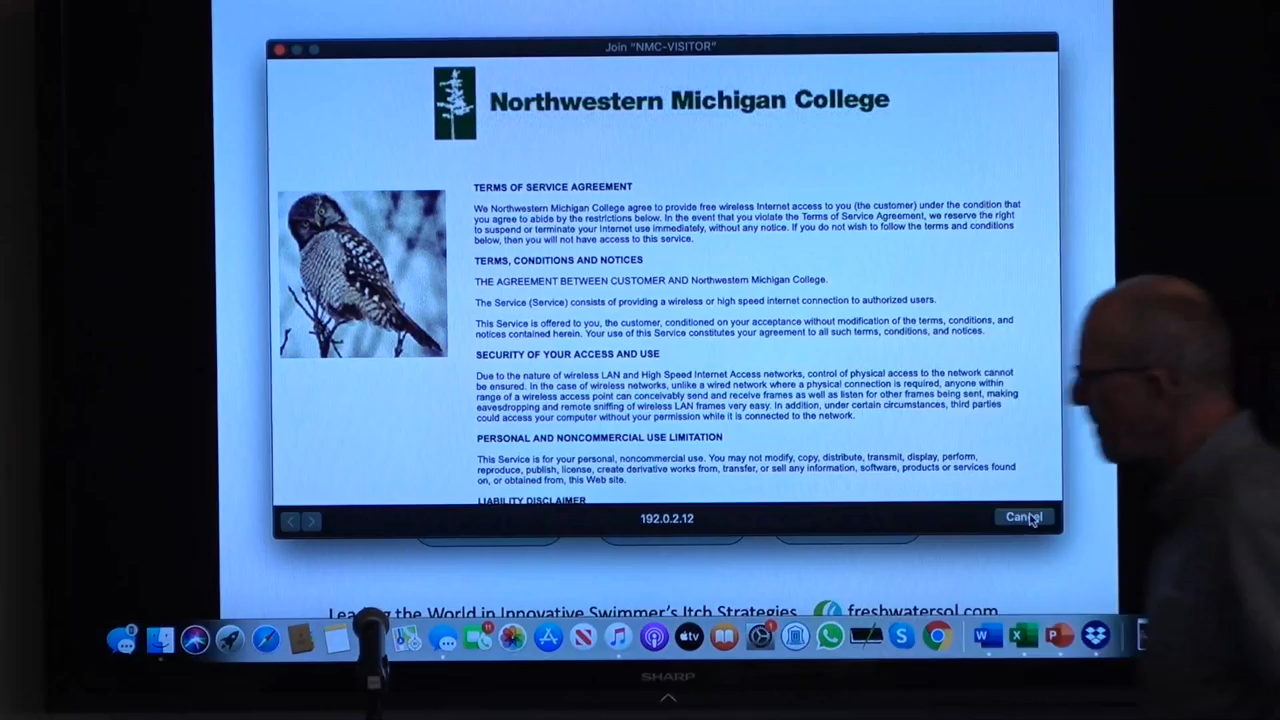 Join "NMC-VISITOR"
Northwestern Michigan College
TERMS OF SERVICE AGREEMENT
We Northwestern Michigan College agree to provide free wireless Internet access to you (the customer) under the condition that
you agree to abide by the restrictions below. In the event that you violate the Terms of Service Agreement, we reserve the right
to suspend or terminate your Internet use immediately, without any notice. If you do not wish to follow the terms and conditions
below, then you will not have access to this service.
TERMS, CONDITIONS AND NOTICES
THE AGREEMENT BETWEEN CUSTOMER AND Northwestern Michigan College.
The Service (Service) consists of providing a wireless or high speed internet connection to authorized users.
This Service is offered to you, the customer, conditioned on your acceptance without modification of the terms, conditions, and
notices contained herein. Your use of this Service constitutes your agreement to all such terms, conditions, and notices.
SECURITY OF YOUR ACCESS AND USE
Due to the nature of wireless LAN and High Speed Internet Access networks, control of physical access to the network cannot
be ensured. In the case of wireless networks, unlike a wired network where a physical connection is required, anyone within
range of a wireless access point can conceivably send and receive frames as well as listen for other frames being sent, making
eavesdropping and remote sniffing of wireless LAN frames very easy. In addition, under certain circumstances, third parties
could access your computer without your permission while it is connected to the network.
PERSONAL AND NONCOMMERCIAL USE LIMITATION
This Service is for your personal, noncommercial use. You may not modify, copy, distribute, transmit, display, perform,
reproduce, publish, license, create derivative works from, transfer, or sell any information, software, products or services found
on, or obtained from, this Web site.
LIABILITY DISCLAIMER
192.0.2.12
Cancel
the World in Innovative Swimmer's Itch Strategies freshwatersol.com
tv W X P S
SHARP